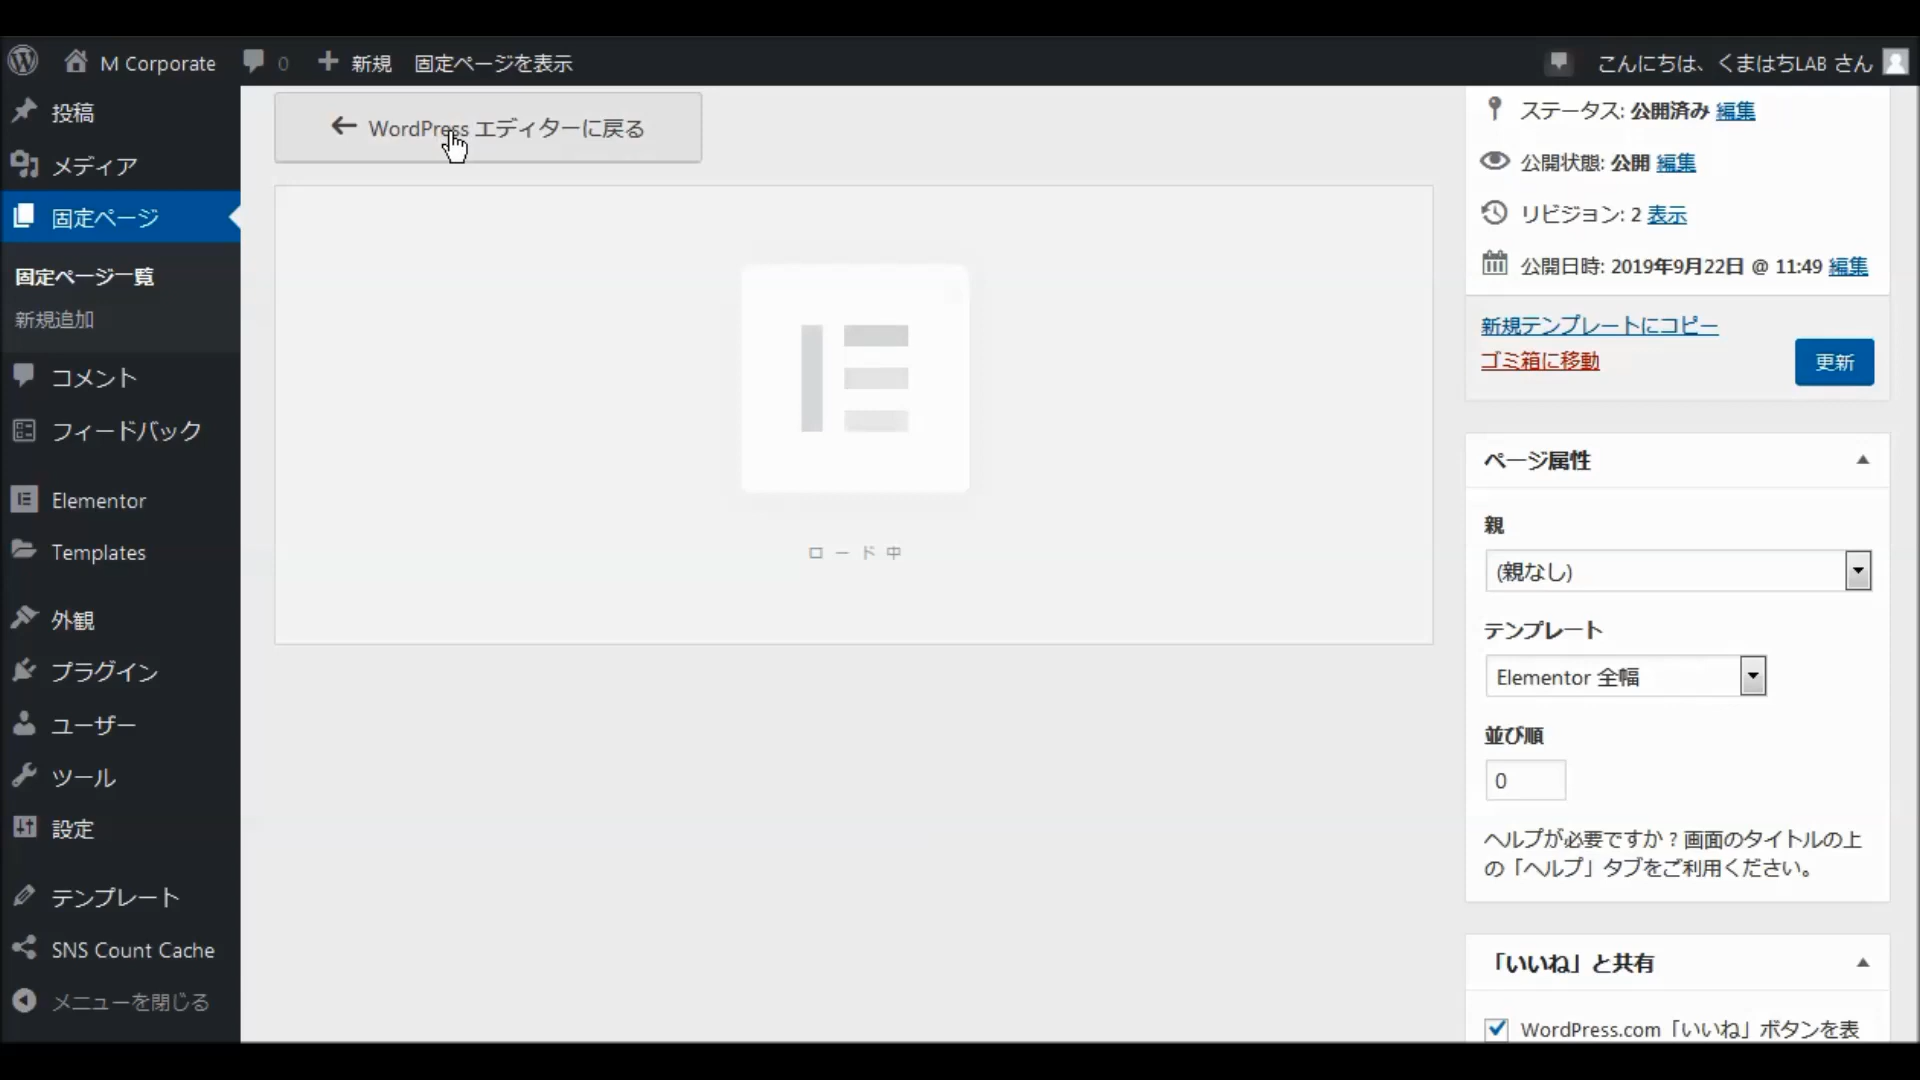 M Corporate
0
新規
固定ページを表示
こんにちは、くまはちLAB さん
投稿
メディア
固定ページ
固定ページ一覧
新規追加
コメント
フィードバック
Elementor
Templates
外観
プラグイン
ユーザー
ツール
設定
テンプレート
SNS Count Cache
メニューを閉じる
← WordPress エディターに戻る
ロード中
ステータス: 公開済み 編集
公開状態: 公開 編集
リビジョン: 2 表示
公開日時: 2019年9月22日 @ 11:49 編集
新規テンプレートにコピー
ゴミ箱に移動
更新
ページ属性
親
(親なし)
テンプレート
Elementor 全幅
並び順
0
ヘルプが必要ですか ? 画面のタイトルの上
の「ヘルプ」タブをご利用ください。
「いいね」と共有
WordPress.com「いいね」ボタンを表